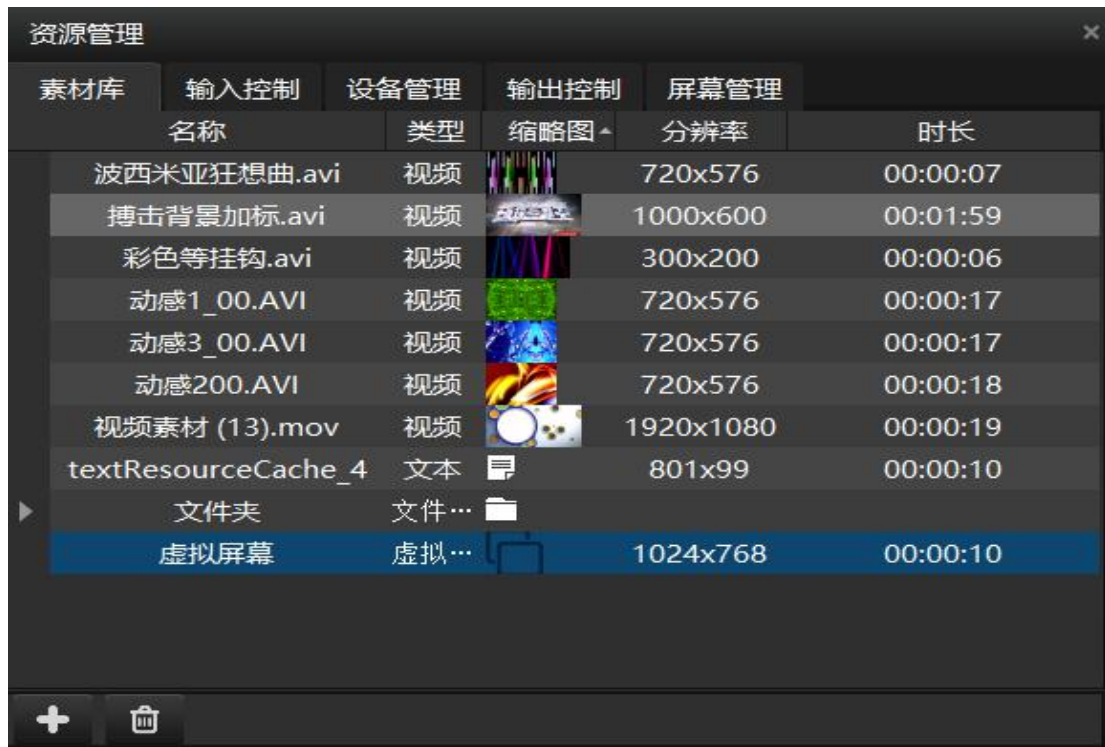 资源管理
素材库 输入控制 设备管理 输出控制 屏幕管理
名称 类型 缩略图 分辨率 时长
波西米亚狂想曲.avi 视频 720x576 00:00:07
搏击背景加标.avi 视频 1000x600 00:01:59
彩色等挂钩.avi 视频 300x200 00:00:06
动感1_00.AVI 视频 720x576 00:00:17
动感3_00.AVI 视频 720x576 00:00:17
动感200.AVI 视频 720x576 00:00:18
视频素材 (13).mov 视频 1920x1080 00:00:19
textResourceCache_4 文本 801x99 00:00:10
文件夹 文件…
虚拟屏幕 虚拟… 1024x768 00:00:10